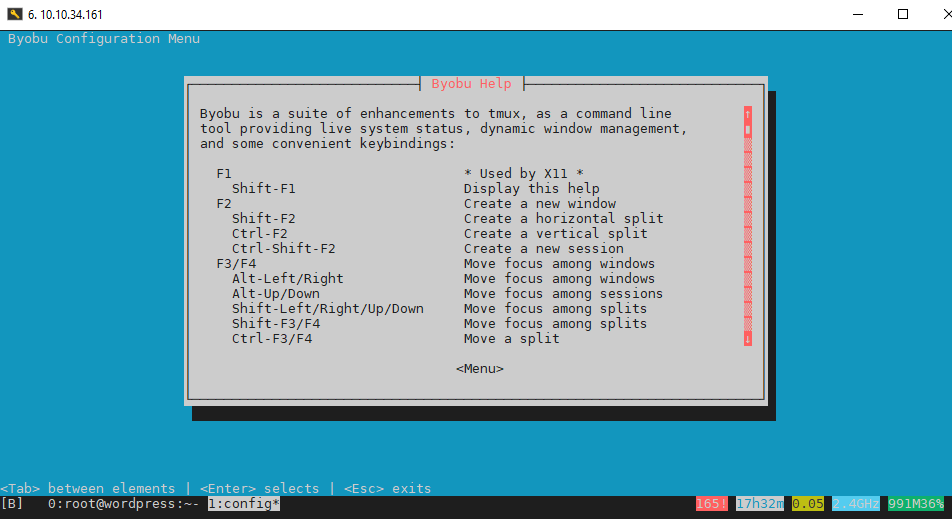 6. 10.10.34.161
Byobu Configuration Menu
Byobu Help
Byobu is a suite of enhancements to tmux, as a command line
tool providing live system status, dynamic window management,
and some convenient keybindings:
F1 * Used by X11 *
Shift-F1 Display this help
F2 Create a new window
Shift-F2 Create a horizontal split
Ctrl-F2 Create a vertical split
Ctrl-Shift-F2 Create a new session
F3/F4 Move focus among windows
Alt-Left/Right Move focus among windows
Alt-Up/Down Move focus among sessions
Shift-Left/Right/Up/Down Move focus among splits
Shift-F3/F4 Move focus among splits
Ctrl-F3/F4 Move a split
<Menu>
<Tab> between elements | <Enter> selects | <Esc> exits
[B] 0:root@wordpress:~- 1:config* 165! 17h32m 0.05 2.4GHz 991M36%